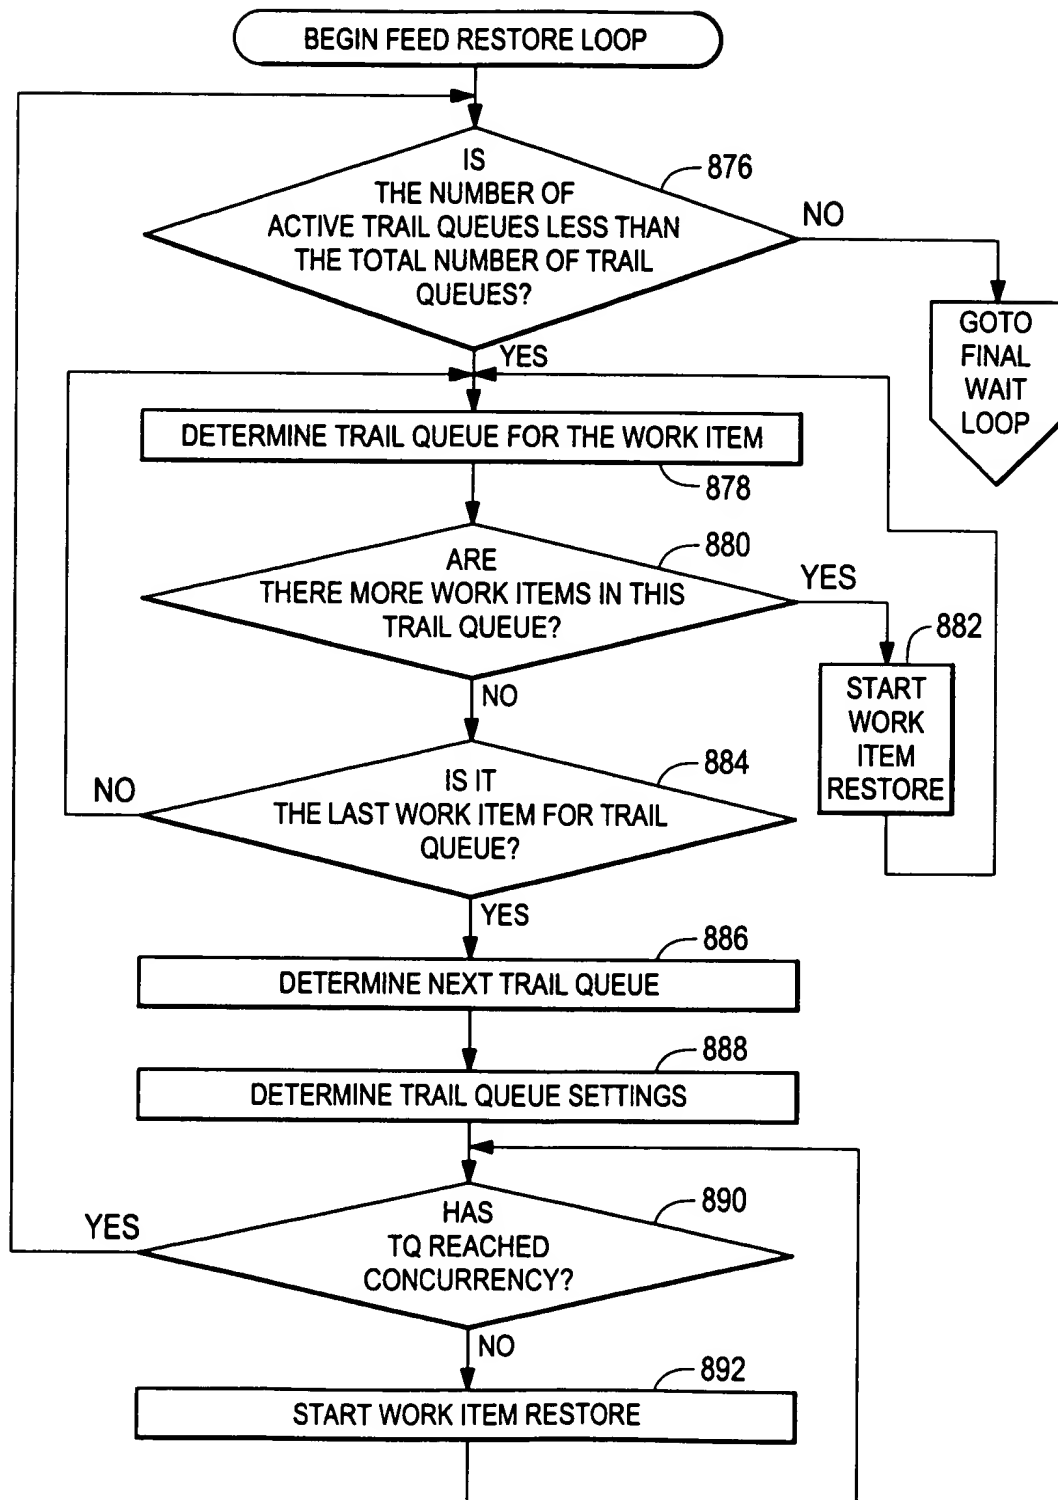 BEGIN FEED RESTORE LOOP
IS
THE NUMBER OF
ACTIVE TRAIL QUEUES LESS THAN
THE TOTAL NUMBER OF TRAIL
QUEUES?
876
NO
GOTO
FINAL
WAIT
LOOP
YES
DETERMINE TRAIL QUEUE FOR THE WORK ITEM
878
ARE
THERE MORE WORK ITEMS IN THIS
TRAIL QUEUE?
880
YES
882
START
WORK
ITEM
RESTORE
NO
IS IT
THE LAST WORK ITEM FOR TRAIL
QUEUE?
884
NO
YES
886
DETERMINE NEXT TRAIL QUEUE
888
DETERMINE TRAIL QUEUE SETTINGS
HAS
TQ REACHED
CONCURRENCY?
890
YES
NO
892
START WORK ITEM RESTORE